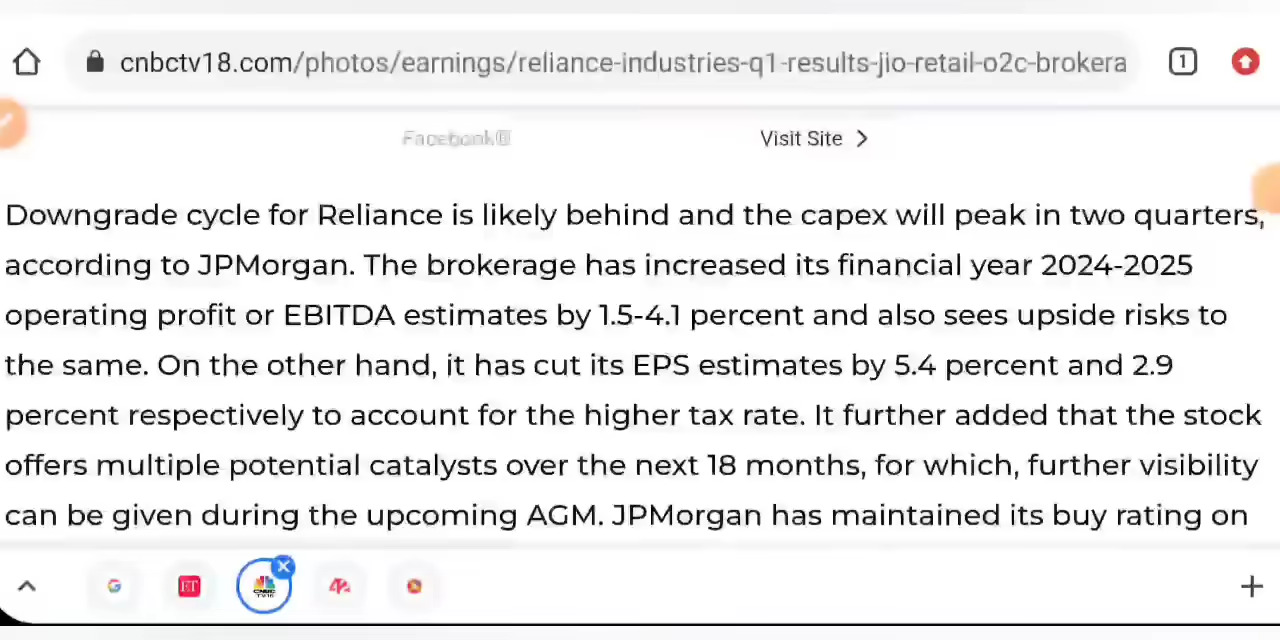 cnbctv18.com/photos/earnings/reliance-industries-q1-results-jio-retail-o2c-brokera
1
Facebook®
Visit Site
Downgrade cycle for Reliance is likely behind and the capex will peak in two quarters,
according to JPMorgan. The brokerage has increased its financial year 2024-2025
operating profit or EBITDA estimates by 1.5-4.1 percent and also sees upside risks to
the same. On the other hand, it has cut its EPS estimates by 5.4 percent and 2.9
percent respectively to account for the higher tax rate. It further added that the stock
offers multiple potential catalysts over the next 18 months, for which, further visibility
can be given during the upcoming AGM. JPMorgan has maintained its buy rating on
G ET CNBC TV18